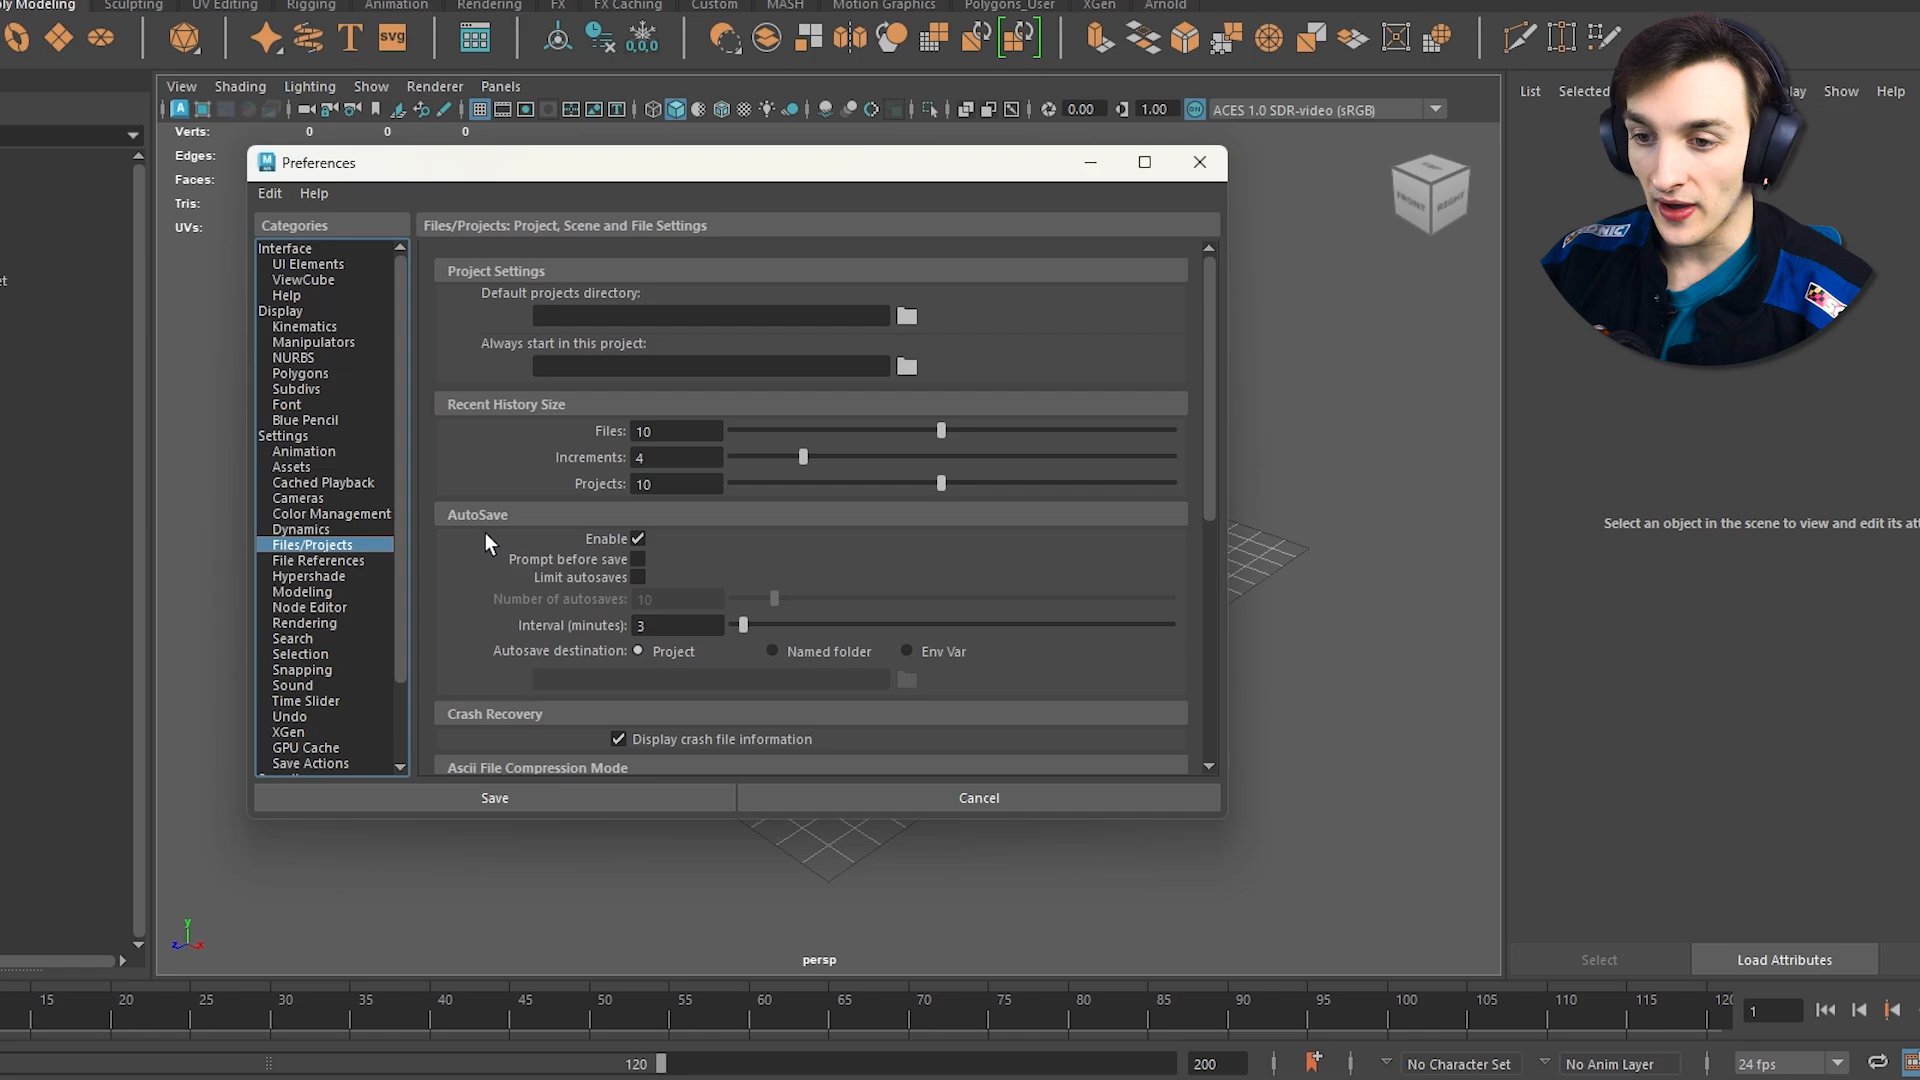 ly Modeling Sculpting UV Editing Rigging Animation Rendering FX FX Caching Custom MASH Motion Graphics Polygons_User XGen Arnold
T svg 0,0,0
View Shading Lighting Show Renderer Panels
List Selected lay Show Help
0.00 1.00 ON ACES 1.0 SDR-video (sRGB)
Verts: 0 0 0
Edges:
Faces:
Tris:
UVs:
FRONT RIGHT
Preferences
Edit Help
Categories
Interface
UI Elements
ViewCube
Help
Display
Kinematics
Manipulators
NURBS
Polygons
Subdivs
Font
Blue Pencil
Settings
Animation
Assets
Cached Playback
Cameras
Color Management
Dynamics
Files/Projects
File References
Hypershade
Modeling
Node Editor
Rendering
Search
Selection
Snapping
Sound
Time Slider
Undo
XGen
GPU Cache
Save Actions
Files/Projects: Project, Scene and File Settings
Project Settings
Default projects directory:
Always start in this project:
Recent History Size
Files: 10
Increments: 4
Projects: 10
AutoSave
Enable
Prompt before save
Limit autosaves
Number of autosaves: 10
Interval (minutes): 3
Autosave destination: Project Named folder Env Var
Crash Recovery
Display crash file information
Ascii File Compression Mode
Save Cancel
et
Select an object in the scene to view and edit its att
y
z x
persp
Select Load Attributes
15 20 25 30 35 40 45 50 55 60 65 70 75 80 85 90 95 100 105 110 115 120
1
120 200 No Character Set No Anim Layer 24 fps